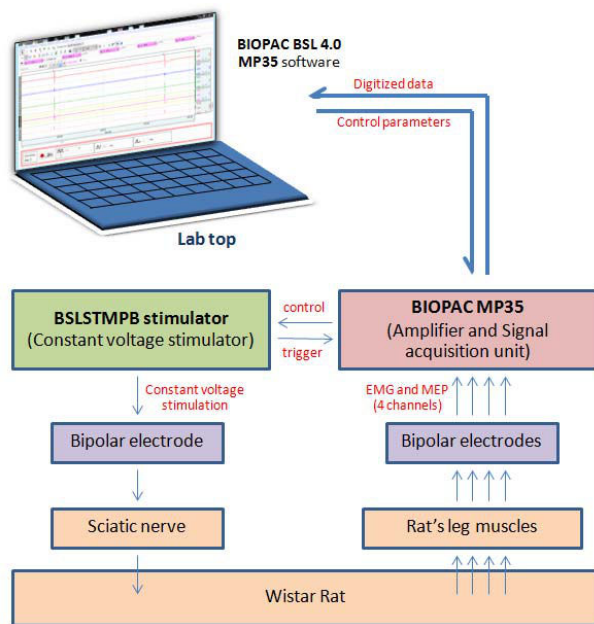 BIOPAC BSL 4.0
MP35 software
Digitized data
Control parameters
Lab top
BSLSTMPB stimulator
(Constant voltage stimulator)
control
trigger
BIOPAC MP35
(Amplifier and Signal
acquisition unit)
Constant voltage
stimulation
EMG and MEP
(4 channels)
Bipolar electrode
Bipolar electrodes
Sciatic nerve
Rat's leg muscles
Wistar Rat